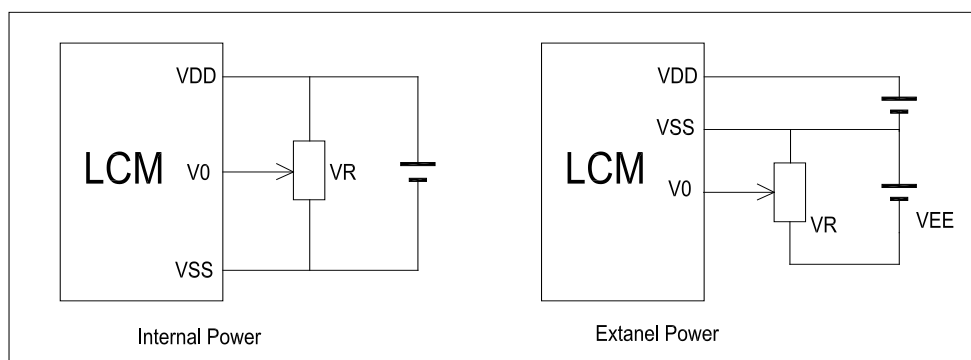 VDD
LCM
V0
VR
VSS
Internal Power
VDD
VSS
LCM
V0
VR
VEE
Extanel Power